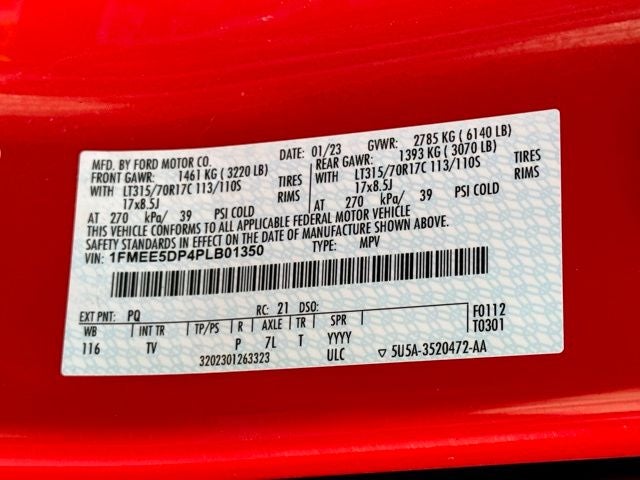 MFD. BY FORD MOTOR CO. DATE: 01/23 GVWR: 2785 KG ( 6140 LB)
FRONT GAWR: 1461 KG ( 3220 LB) REAR GAWR: 1393 KG ( 3070 LB)
WITH LT315/70R17C 113/110S TIRES WITH LT315/70R17C 113/110S TIRES
17x8.5J RIMS 17x8.5J RIMS
AT 270 kPa/ 39 PSI COLD AT 270 kPa/ 39 PSI COLD
THIS VEHICLE CONFORMS TO ALL APPLICABLE FEDERAL MOTOR VEHICLE
SAFETY STANDARDS IN EFFECT ON THE DATE OF MANUFACTURE SHOWN ABOVE.
VIN: 1FMEE5DP4PLB01350 TYPE: MPV
EXT PNT: PQ RC: 21 DSO: F0112
WB INT TR TP/PS R AXLE TR SPR T0301
116 TV P 7L T YYYY
3202301263323 ULC ▽ 5U5A-3520472-AA